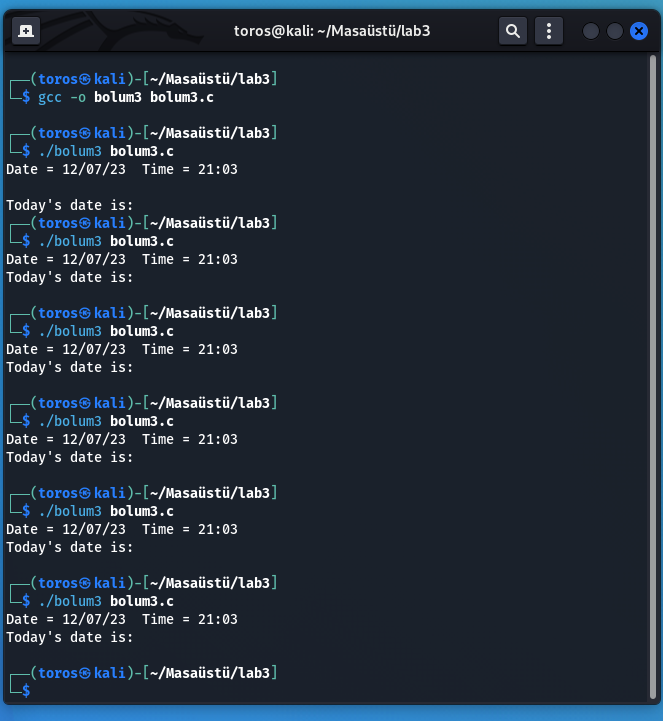 toros@kali: ~/Masaüstü/lab3
┌──(toros㉿kali)-[~/Masaüstü/lab3]
└─$ gcc -o bolum3 bolum3.c
┌──(toros㉿kali)-[~/Masaüstü/lab3]
└─$ ./bolum3 bolum3.c
Date = 12/07/23  Time = 21:03
Today's date is:
┌──(toros㉿kali)-[~/Masaüstü/lab3]
└─$ ./bolum3 bolum3.c
Date = 12/07/23  Time = 21:03
Today's date is:
┌──(toros㉿kali)-[~/Masaüstü/lab3]
└─$ ./bolum3 bolum3.c
Date = 12/07/23  Time = 21:03
Today's date is:
┌──(toros㉿kali)-[~/Masaüstü/lab3]
└─$ ./bolum3 bolum3.c
Date = 12/07/23  Time = 21:03
Today's date is:
┌──(toros㉿kali)-[~/Masaüstü/lab3]
└─$ ./bolum3 bolum3.c
Date = 12/07/23  Time = 21:03
Today's date is:
┌──(toros㉿kali)-[~/Masaüstü/lab3]
└─$ ./bolum3 bolum3.c
Date = 12/07/23  Time = 21:03
Today's date is:
┌──(toros㉿kali)-[~/Masaüstü/lab3]
└─$